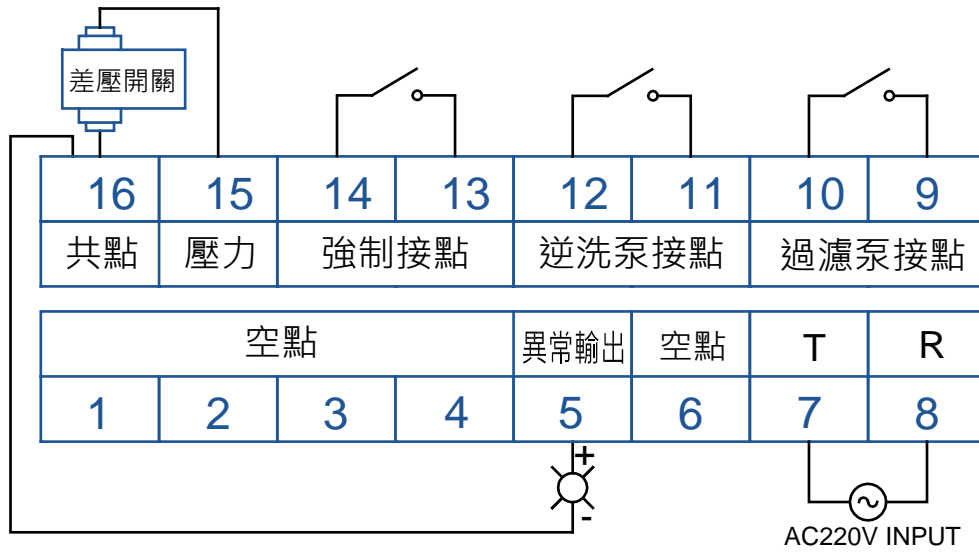 差壓開關
16 15 14 13 12 11 10 9
共點 壓力 強制接點 逆洗泵接點 過濾泵接點
空點 異常輸出 空點 T R
1 2 3 4 5 6 7 8
+
-
AC220V INPUT